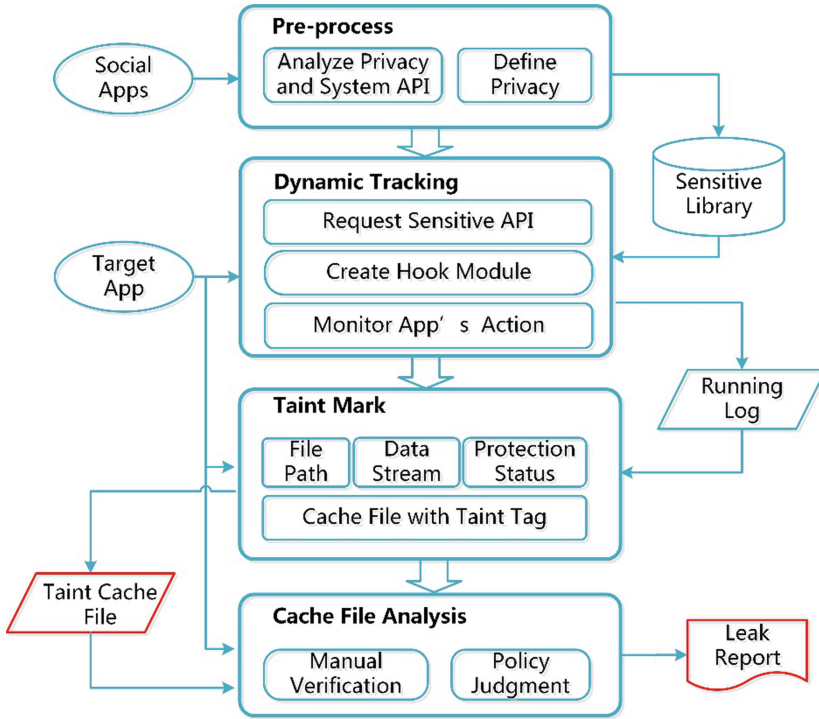 Pre-process
Social
Apps
Analyze Privacy
and System API
Define
Privacy
Sensitive
Library
Dynamic Tracking
Request Sensitive API
Create Hook Module
Monitor App's Action
Target
App
Running
Log
Taint Mark
File
Path
Data
Stream
Protection
Status
Cache File with Taint Tag
Taint Cache
File
Cache File Analysis
Manual
Verification
Policy
Judgment
Leak
Report